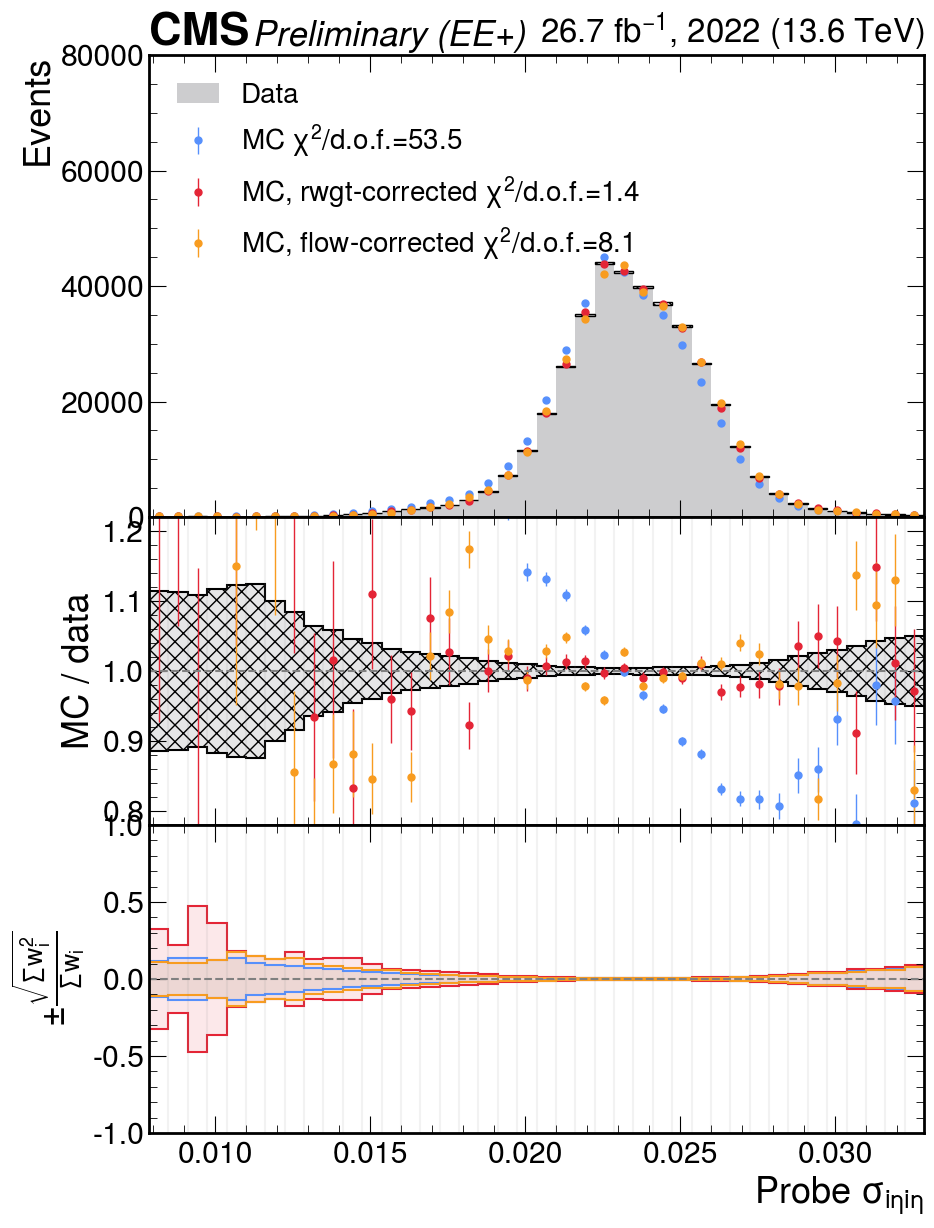 CMS Preliminary (EE+) 26.7 fb⁻¹, 2022 (13.6 TeV)
80000
60000
40000
20000
0
Events
Data
MC χ²/d.o.f.=53.5
MC, rwgt-corrected χ²/d.o.f.=1.4
MC, flow-corrected χ²/d.o.f.=8.1
1.2
1.1
1.0
0.9
0.8
MC / data
1.0
0.5
0.0
-0.5
-1.0
±√Σwᵢ²/Σwᵢ
0.010 0.015 0.020 0.025 0.030
Probe σᵢηᵢη